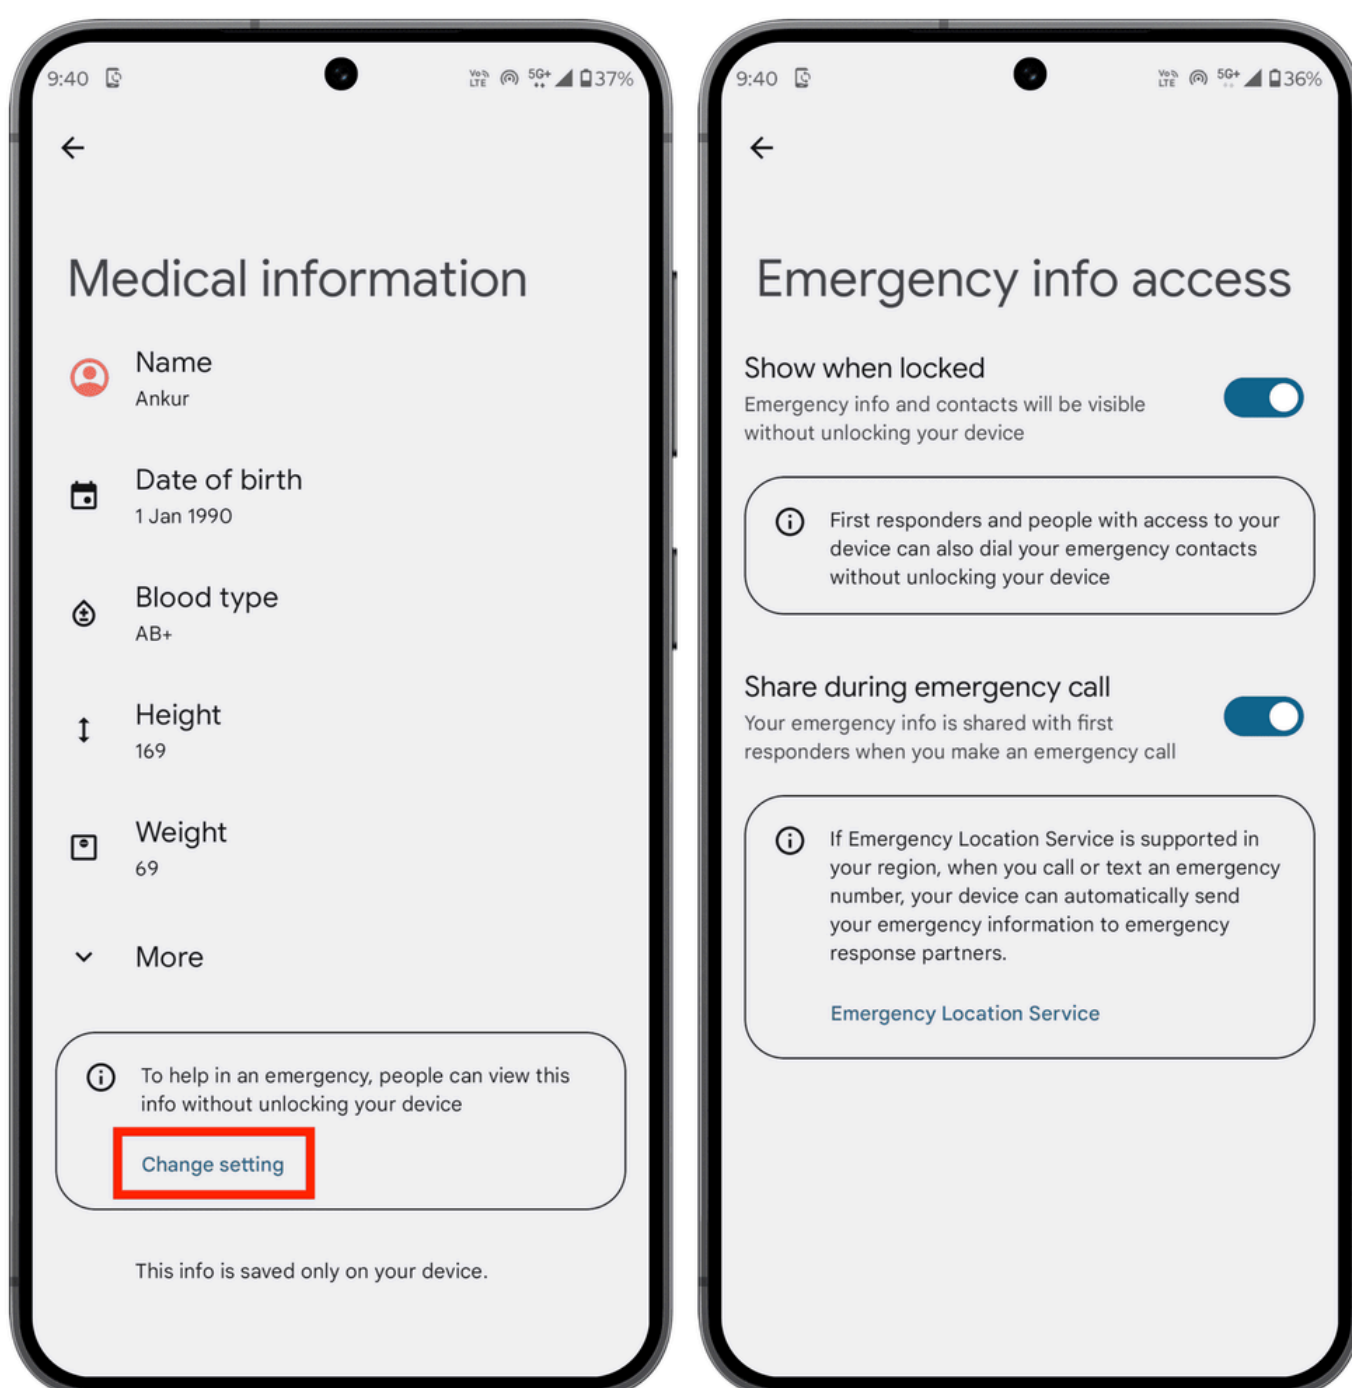 9:40
VoD LTE 5G+ 37%
Medical information
Name
Ankur
Date of birth
1 Jan 1990
Blood type
AB+
Height
169
Weight
69
More
To help in an emergency, people can view this
info without unlocking your device
Change setting
This info is saved only on your device.
9:40
VoD LTE 5G+ 36%
Emergency info access
Show when locked
Emergency info and contacts will be visible
without unlocking your device
First responders and people with access to your
device can also dial your emergency contacts
without unlocking your device
Share during emergency call
Your emergency info is shared with first
responders when you make an emergency call
If Emergency Location Service is supported in
your region, when you call or text an emergency
number, your device can automatically send
your emergency information to emergency
response partners.
Emergency Location Service